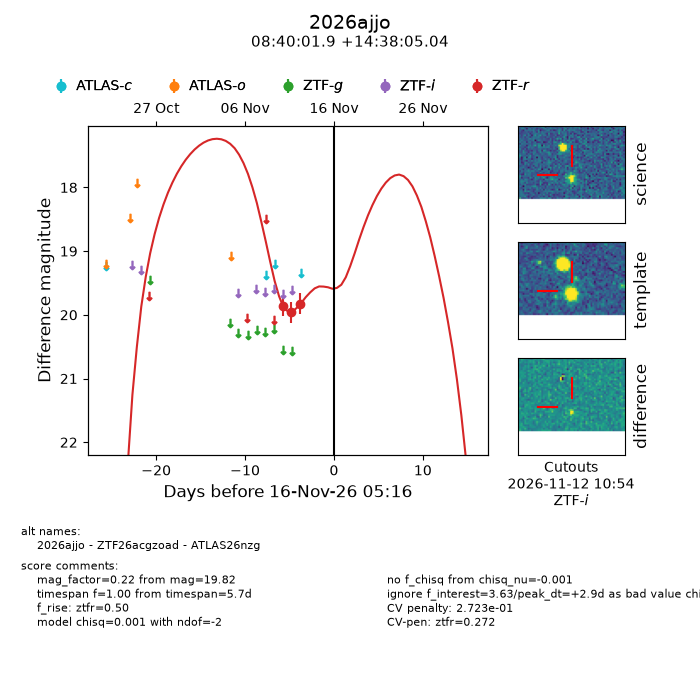 2026ajjo
08:40:01.9 +14:38:05.04
ATLAS-c ATLAS-o ZTF-g ZTF-i ZTF-r
27 Oct 06 Nov 16 Nov 26 Nov
18
19
20
21
22
Difference magnitude
−20 −10 0 10
Days before 16-Nov-26 05:16
science
template
difference
Cutouts
2026-11-12 10:54
ZTF-i
alt names:
2026ajjo - ZTF26acgzoad - ATLAS26nzg
score comments:
mag_factor=0.22 from mag=19.82
timespan f=1.00 from timespan=5.7d
f_rise: ztfr=0.50
model chisq=0.001 with ndof=-2
no f_chisq from chisq_nu=-0.001
ignore f_interest=3.63/peak_dt=+2.9d as bad value chi
CV penalty: 2.723e-01
CV-pen: ztfr=0.272